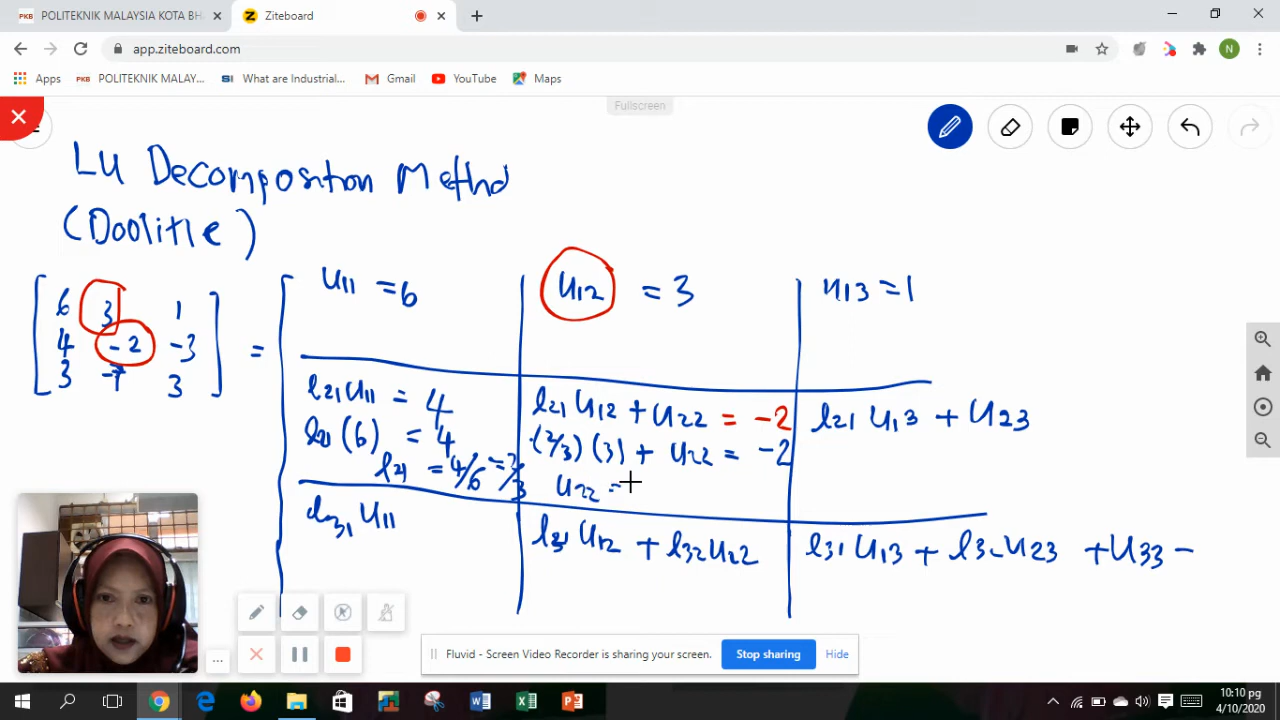 POLITEKNIK MALAYSIA KOTA BH
Ziteboard
app.ziteboard.com
N
Apps
POLITEKNIK MALAY...
What are Industrial...
Gmail
YouTube
Maps
Fullscreen
LU Decomposition Method
(Doolitle)
6 3 1
4 -2 -3
3 -7 3
=
u11 = 6
u12 = 3
u13 = 1
l21 u11 = 4
l21 (6) = 4
l21 = 4/6 = 2/3
l21 u12 + u22 = -2
(2/3) (3) + u22 = -2
u22 =
l21 u13 + u23
l31 u11
l31 u12 + l32 u22
l31 u13 + l32 u23 + u33 -
Fluvid - Screen Video Recorder is sharing your screen.
Stop sharing
Hide
10:10 pg
4/10/2020